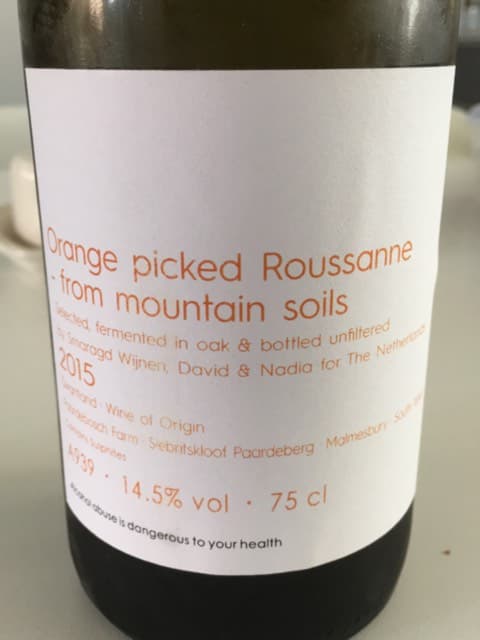 Orange picked Roussanne
- from mountain soils
Selected, fermented in oak & bottled unfiltered
by Smaragd Wijnen, David & Nadia for The Netherlands
2015
Swartland · Wine of Origin
Paardebosch Farm · Siebritskloof Paardeberg · Malmesbury · South
Contains Sulphites
A939 · 14.5% vol · 75 cl
Alcohol abuse is dangerous to your health